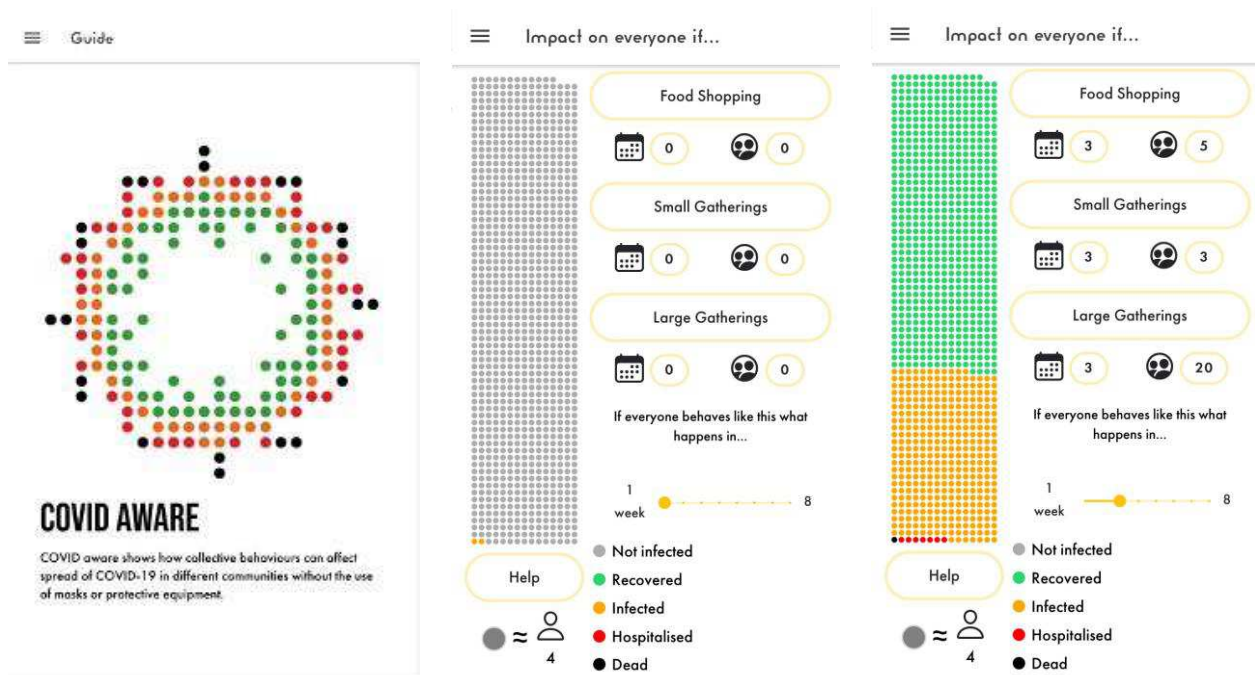 Guide
COVID AWARE
COVID aware shows how collective behaviours can affect
spread of COVID-19 in different communities without the use
of masks or protective equipment.
Impact on everyone if...
Food Shopping
0 0
Small Gatherings
0 0
Large Gatherings
0 0
If everyone behaves like this what
happens in...
1
week
8
Not infected
Recovered
Infected
Hospitalised
Dead
Help
≈
4
Impact on everyone if...
Food Shopping
3 5
Small Gatherings
3 3
Large Gatherings
3 20
If everyone behaves like this what
happens in...
1
week
8
Not infected
Recovered
Infected
Hospitalised
Dead
Help
≈
4